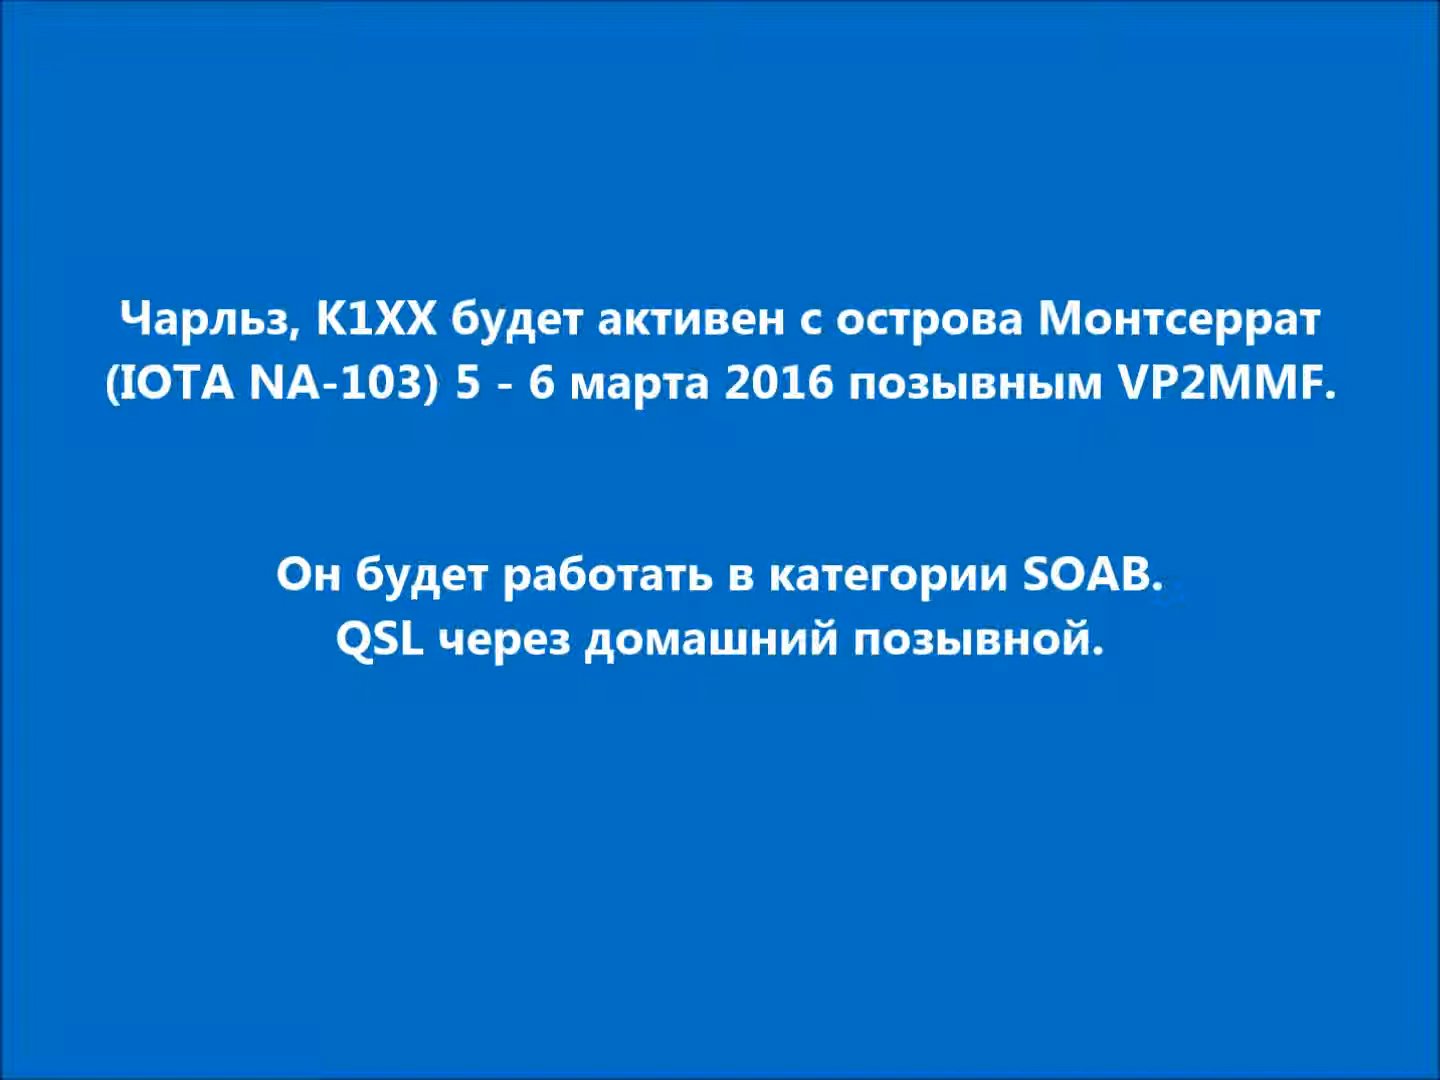 Чарльз, K1XX будет активен с острова Монтсеррат
(IOTA NA-103) 5 - 6 марта 2016 позывным VP2MMF.
Он будет работать в категории SOAB.
QSL через домашний позывной.